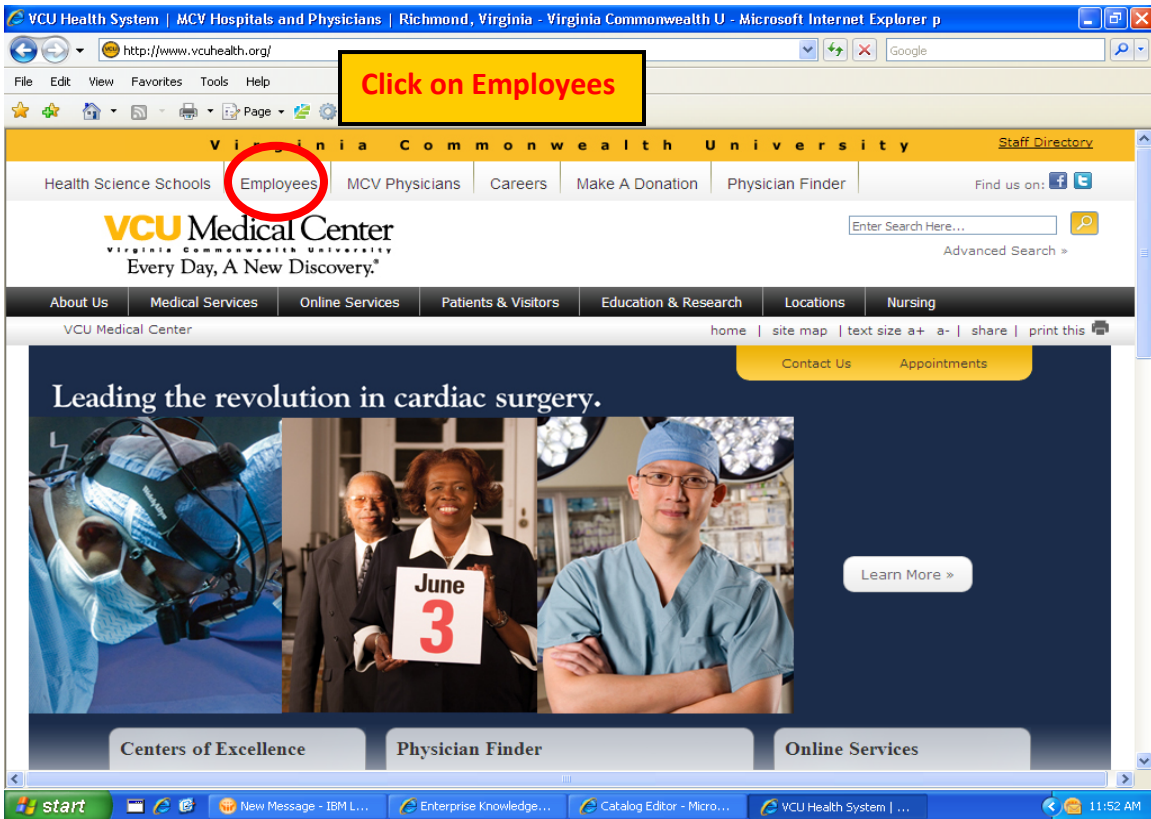 VCU Health System | MCV Hospitals and Physicians | Richmond, Virginia - Virginia Commonwealth U - Microsoft Internet Explorer p
http://www.vcuhealth.org/
Google
File Edit View Favorites Tools Help
Click on Employees
Page
Virginia Commonwealth University
Staff Directory
Health Science Schools Employees MCV Physicians Careers Make A Donation Physician Finder Find us on:
VCU Medical Center
Virginia Commonwealth University
Every Day, A New Discovery.®
Enter Search Here...
Advanced Search »
About Us Medical Services Online Services Patients & Visitors Education & Research Locations Nursing
VCU Medical Center home | site map | text size a+ a- | share | print this
Contact Us Appointments
Leading the revolution in cardiac surgery.
June
3
Learn More »
Centers of Excellence Physician Finder Online Services
start New Message - IBM L... Enterprise Knowledge... Catalog Editor - Micro... VCU Health System | ... 11:52 AM